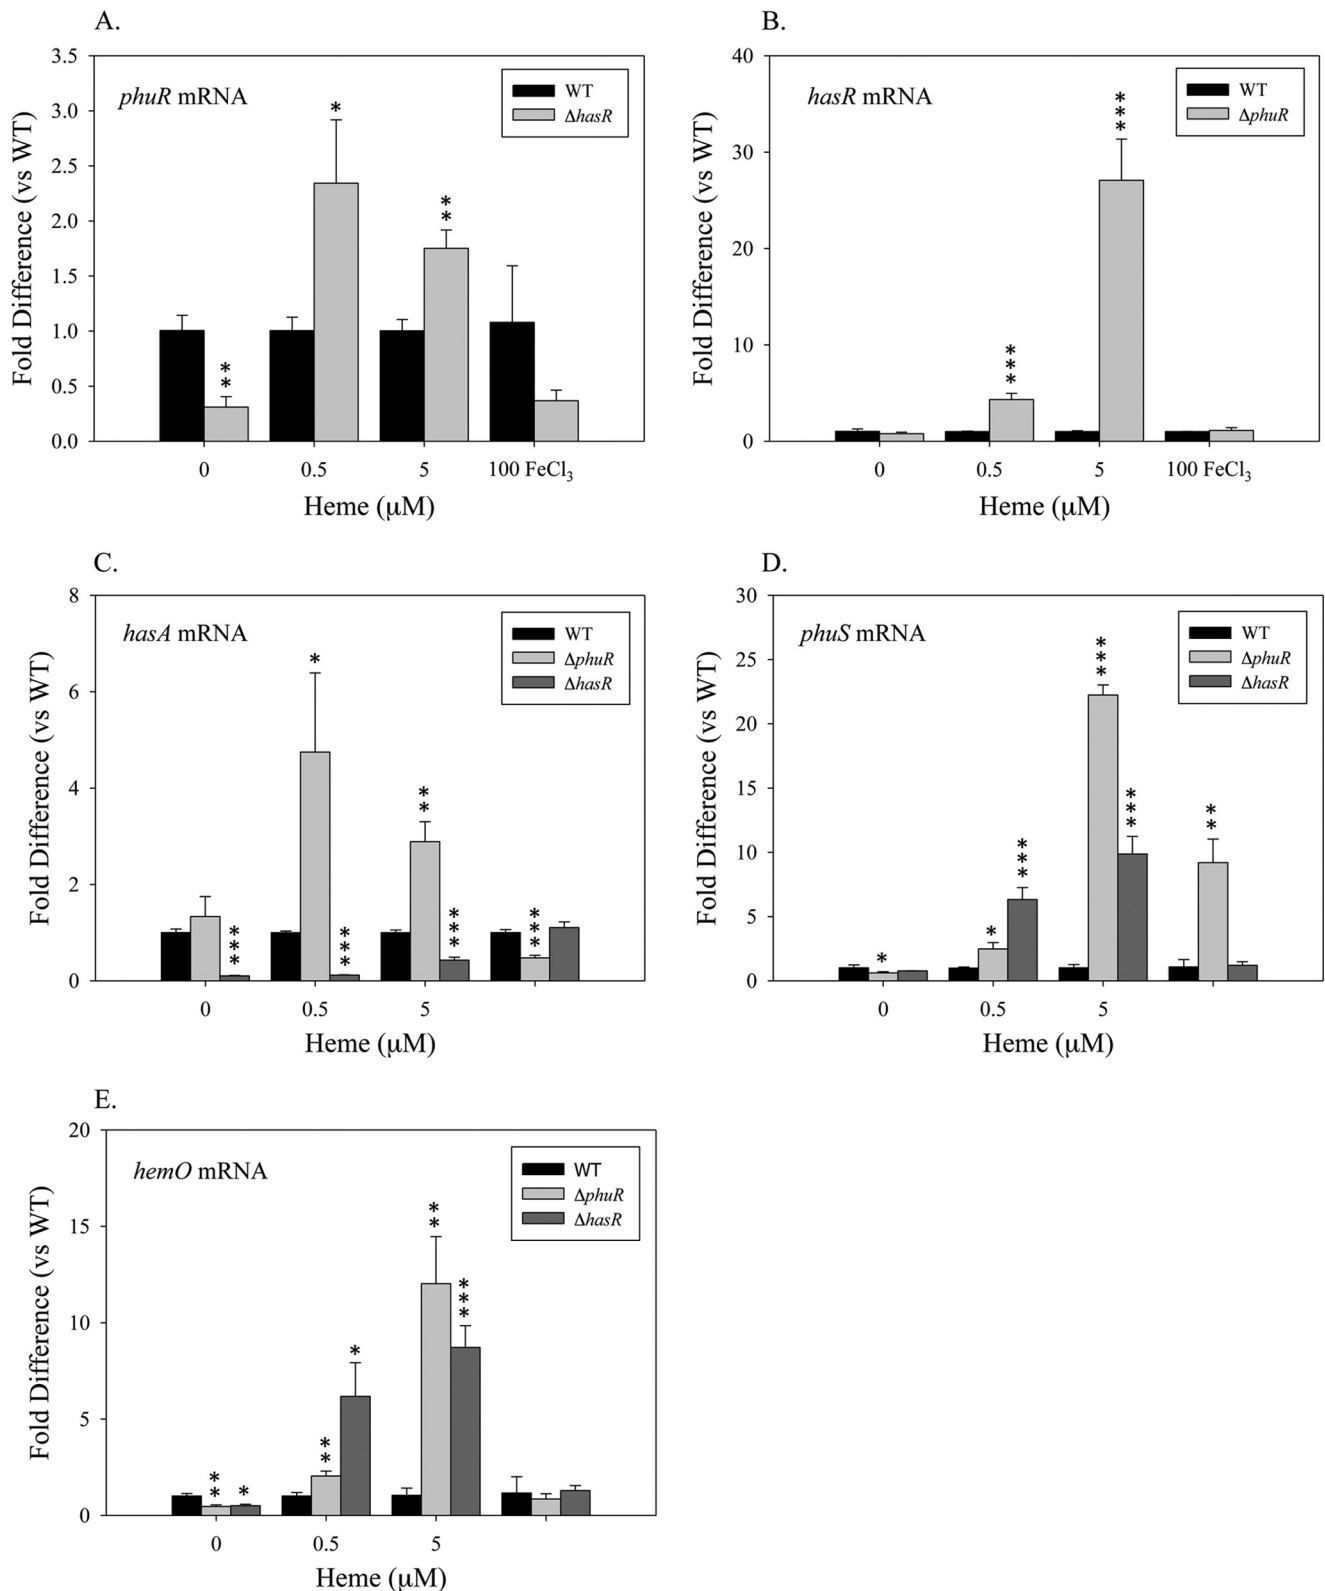 A.
phuR mRNA
WT
ΔhasR
Fold Difference (vs WT)
3.5
3.0
2.5
2.0
1.5
1.0
0.5
0.0
*
**
**
0
0.5
5
100 FeCl3
Heme (μM)
B.
hasR mRNA
WT
ΔphuR
Fold Difference (vs WT)
40
30
20
10
0
***
***
0
0.5
5
100 FeCl3
Heme (μM)
C.
hasA mRNA
WT
ΔphuR
ΔhasR
Fold Difference (vs WT)
8
6
4
2
0
***
*
***
**
***
***
0
0.5
5
Heme (μM)
D.
phuS mRNA
WT
ΔphuR
ΔhasR
Fold Difference (vs WT)
30
25
20
15
10
5
0
*
*
***
***
***
**
0
0.5
5
Heme (μM)
E.
hemO mRNA
WT
ΔphuR
ΔhasR
Fold Difference (vs WT)
20
15
10
5
0
**
*
**
*
**
***
0
0.5
5
Heme (μM)